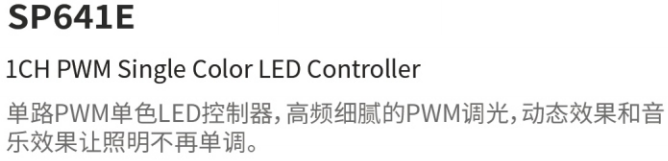 SP641E
1CH PWM Single Color LED Controller
单路PWM单色LED控制器，高频细腻的PWM调光，动态效果和音
乐效果让照明不再单调。